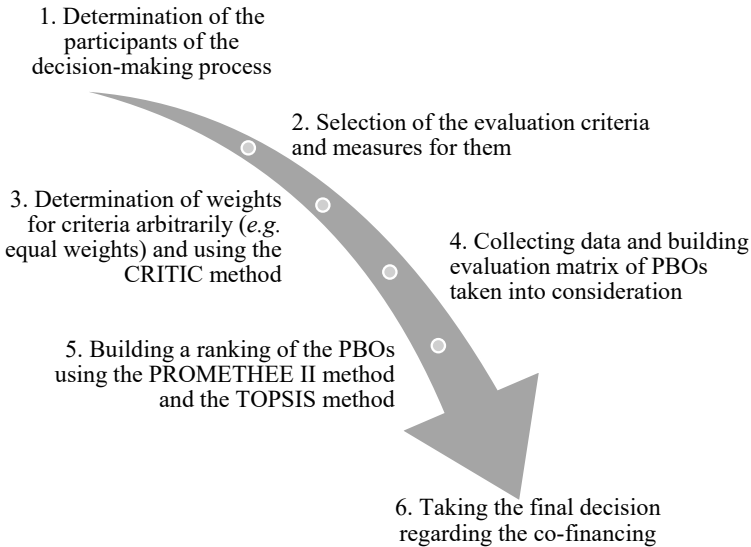 1. Determination of the
participants of the
decision-making process
2. Selection of the evaluation criteria
and measures for them
3. Determination of weights
for criteria arbitrarily (e.g.
equal weights) and using the
CRITIC method
4. Collecting data and building
evaluation matrix of PBOs
taken into consideration
5. Building a ranking of the PBOs
using the PROMETHEE II method
and the TOPSIS method
6. Taking the final decision
regarding the co-financing